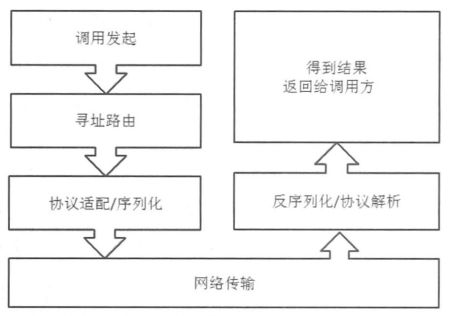 调用发起
寻址路由
协议适配/序列化
网络传输
反序列化/协议解析
得到结果
返回给调用方